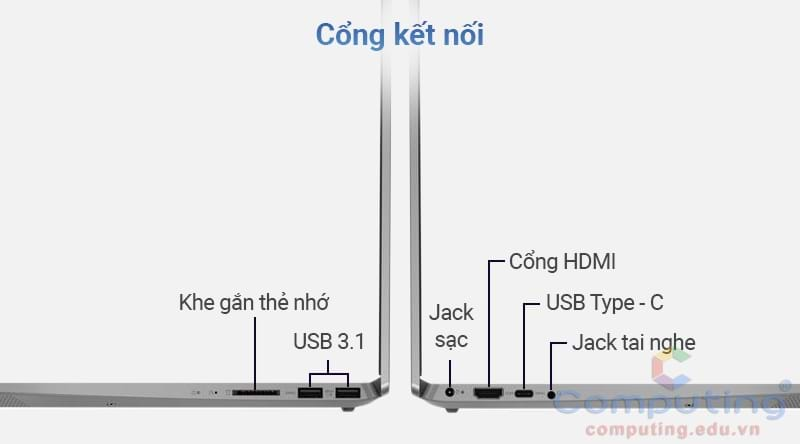 Cổng kết nối
Khe gắn thẻ nhớ
USB 3.1
Jack
sạc
Cổng HDMI
USB Type - C
Jack tai nghe
Computing®
computing.edu.vn